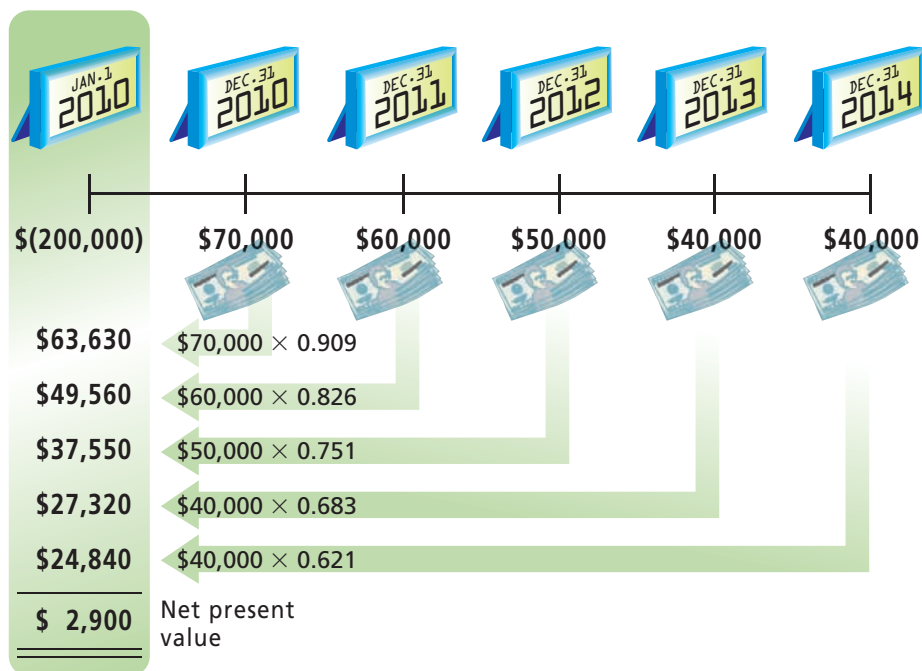 JAN.1
2010
DEC.31
2010
DEC.31
2011
DEC.31
2012
DEC.31
2013
DEC.31
2014
$(200,000) $70,000 $60,000 $50,000 $40,000 $40,000
$63,630 $70,000 × 0.909
$49,560 $60,000 × 0.826
$37,550 $50,000 × 0.751
$27,320 $40,000 × 0.683
$24,840 $40,000 × 0.621
$ 2,900 Net present
value